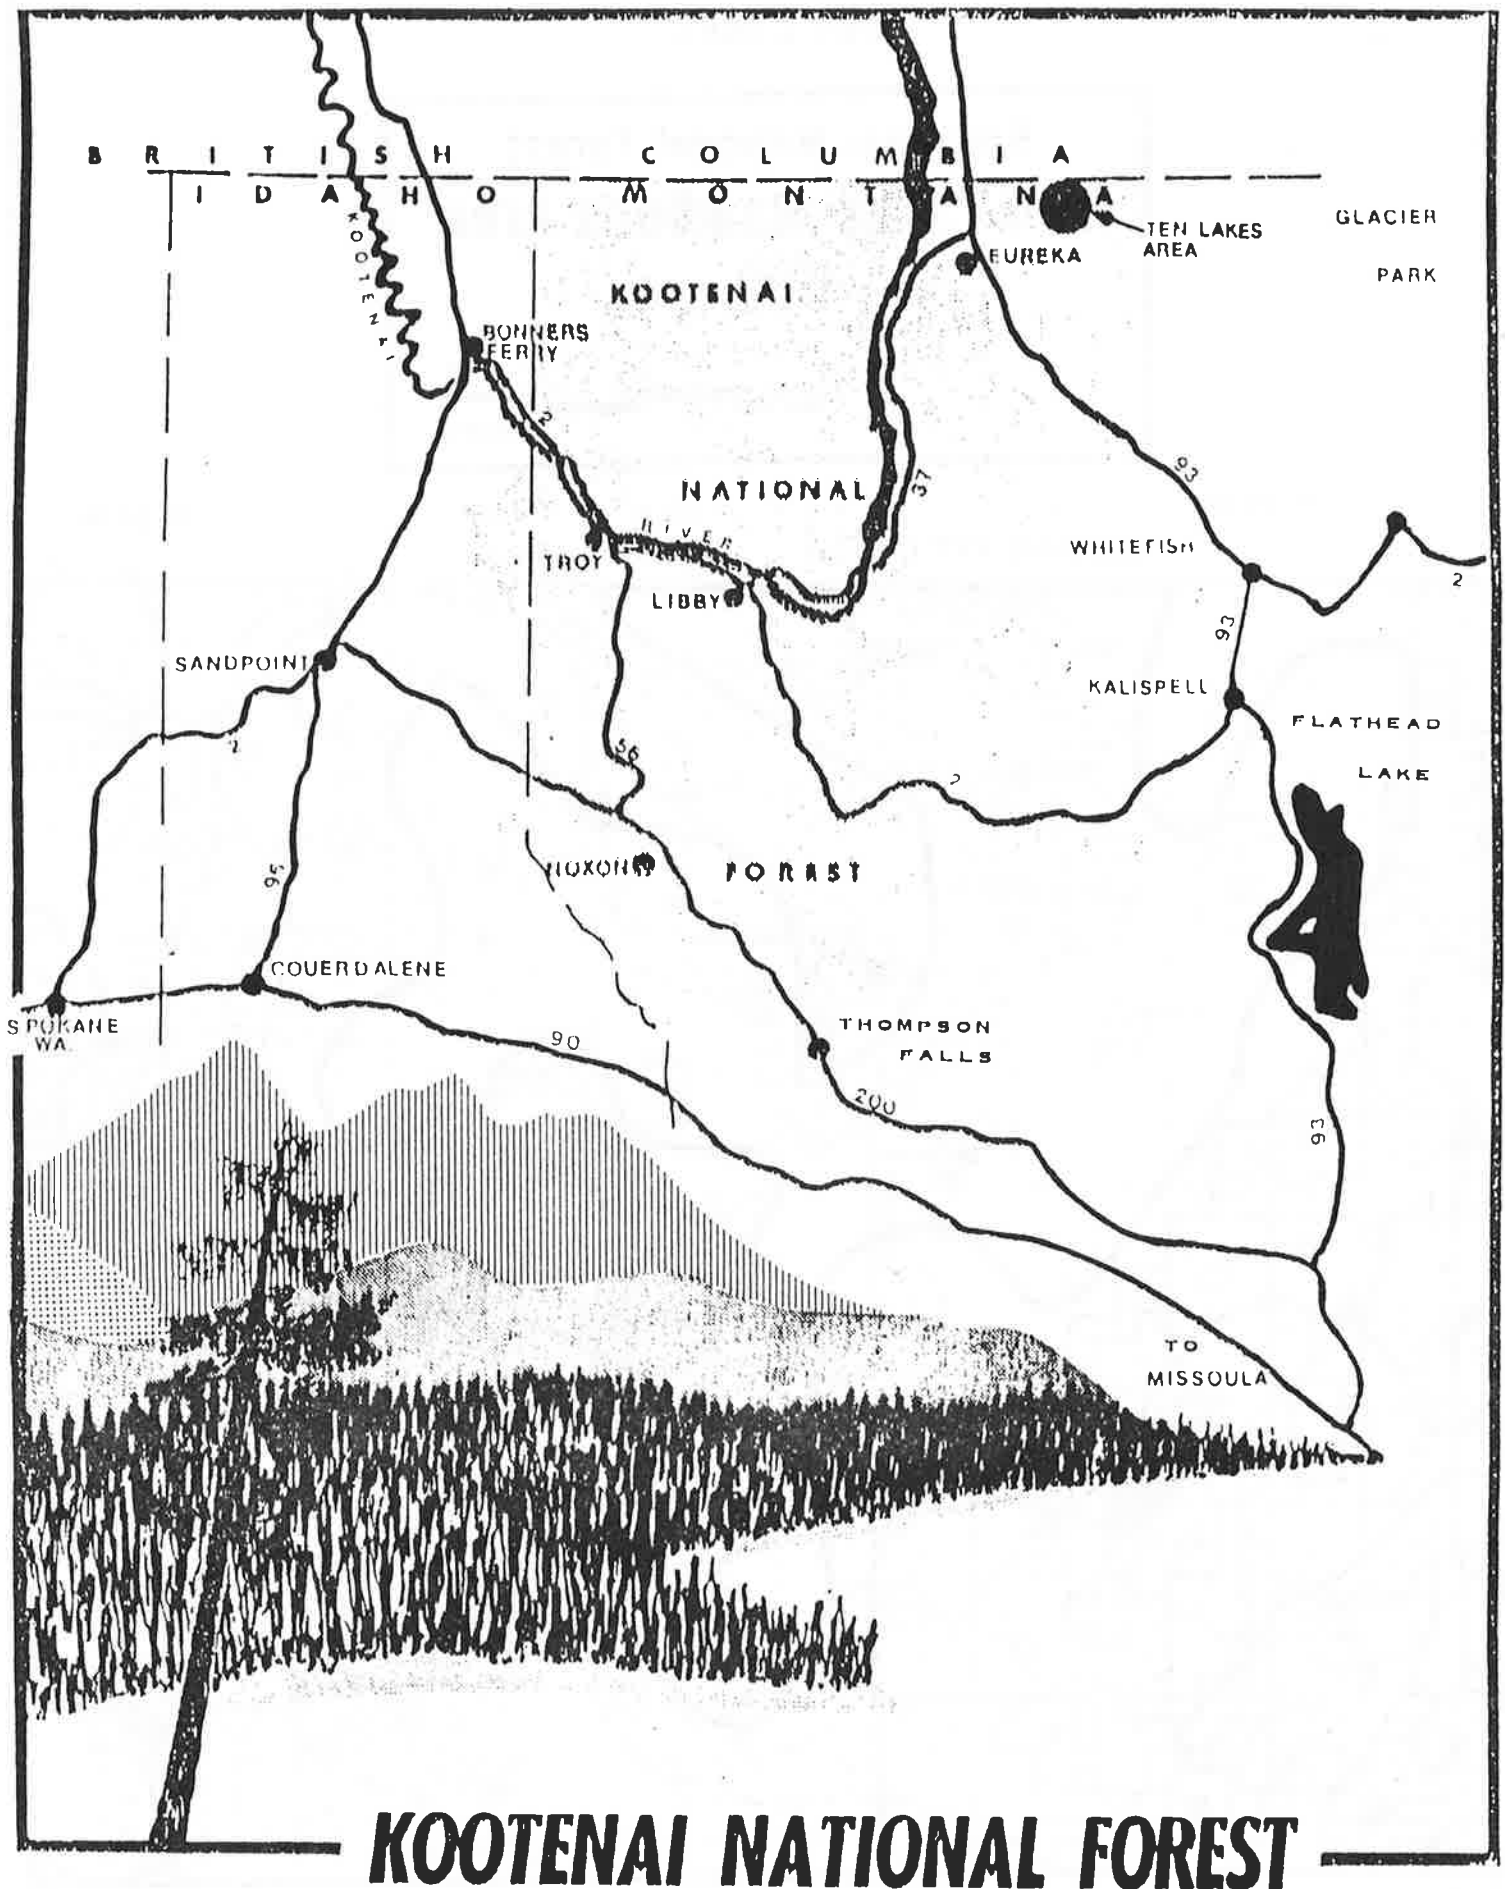 BRITISH COLUMBIA
IDAHO MONTANA
GLACIER
PARK
TEN LAKES
AREA
EUREKA
KOOTENAI
KOOTENAI
BONNERS
FERRY
2
NATIONAL
37
93
RIVER
TROY
LIBBY
WHITEFISH
2
93
SANDPOINT
KALISPELL
FLATHEAD
LAKE
2
56
2
95
NOXON
FOREST
COUERDALENE
SPOKANE
WA.
90
THOMPSON
FALLS
200
93
TO
MISSOULA
KOOTENAI NATIONAL FOREST